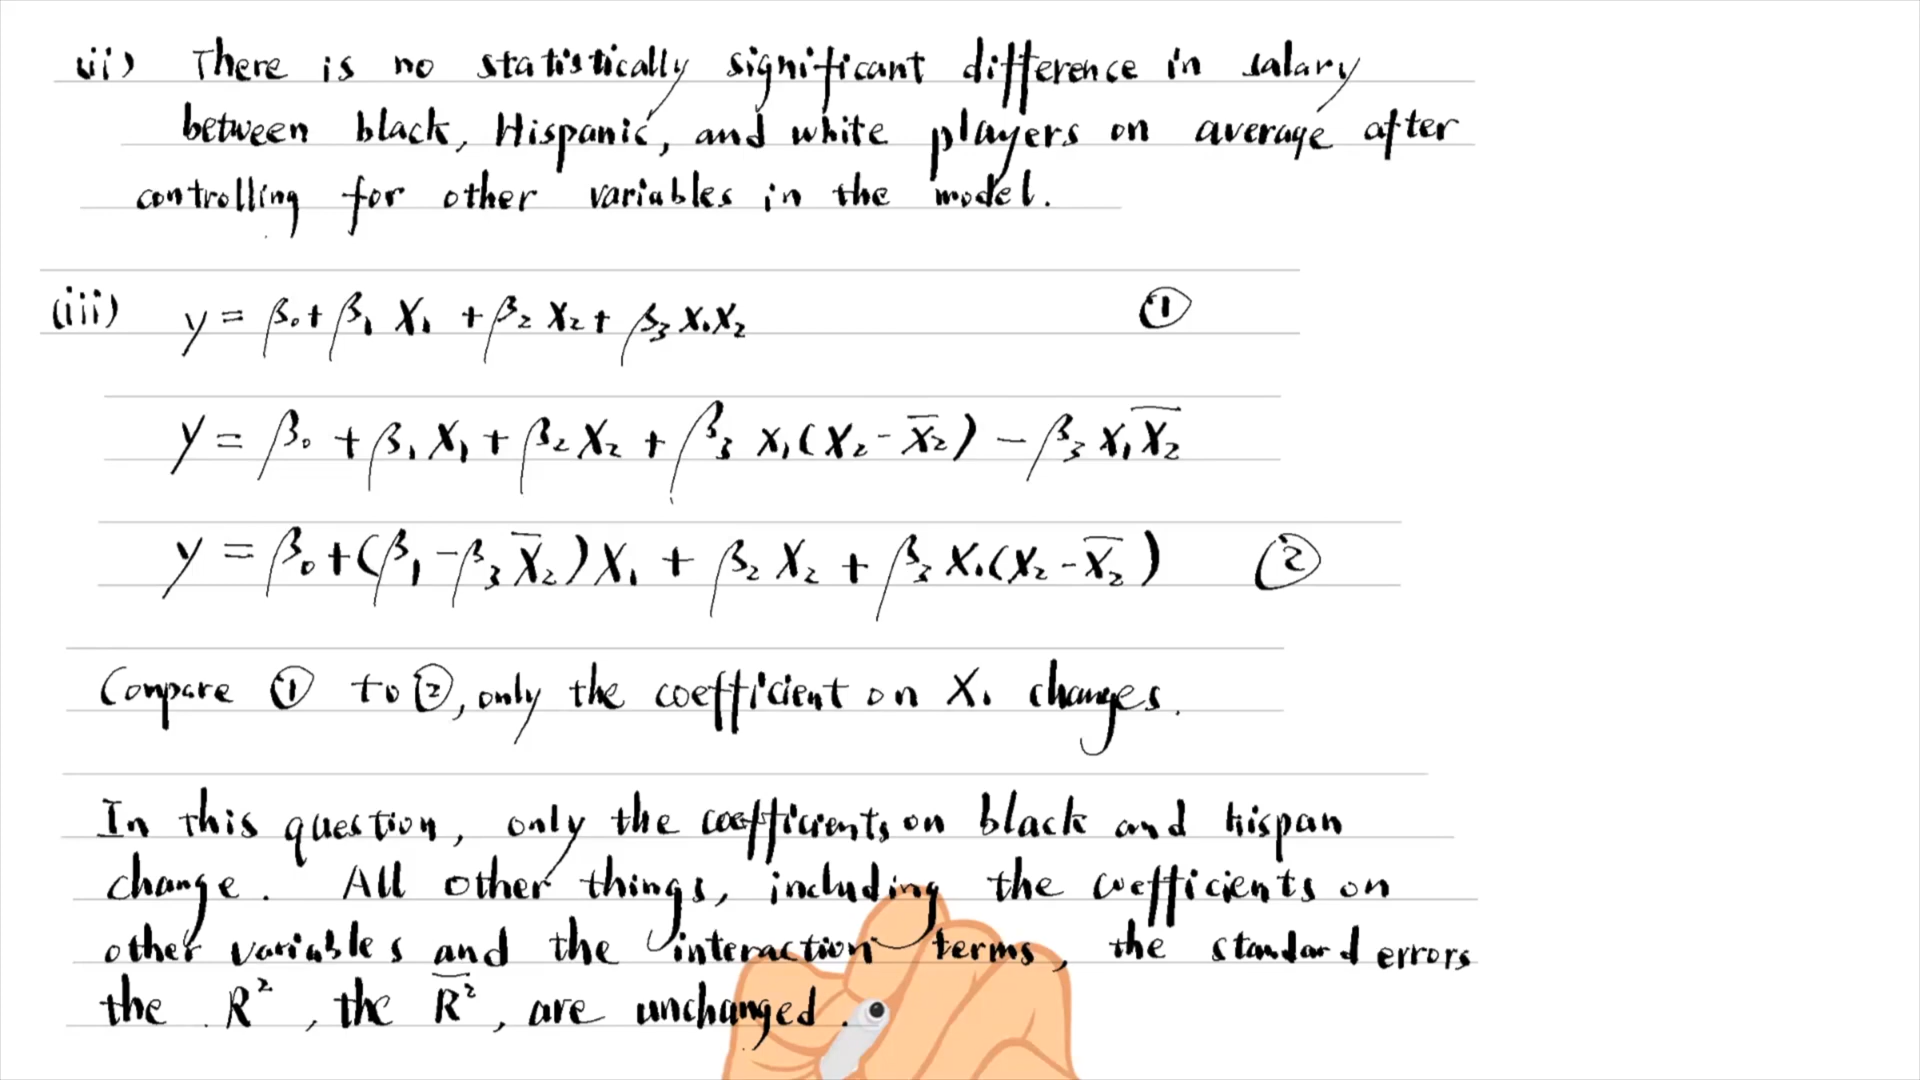 ii) There is no statistically significant difference in salary
between black, Hispanic, and white players on average after
controlling for other variables in the model.
(iii) y = β₀ + β₁ X₁ + β₂ X₂ + β₃ X₁X₂ ①
y = β₀ + β₁ X₁ + β₂ X₂ + β₃ X₁(X₂ - X̄₂) - β₃ X₁X̄₂
y = β₀ + (β₁ - β₃ X̄₂) X₁ + β₂ X₂ + β₃ X₁(X₂ - X̄₂) ②
Compare ① to ②, only the coefficient on X₁ changes.
In this question, only the coefficients on black and hispan
change. All other things, including the coefficients on
other variables and the interaction terms, the standard errors
the R², the R̄², are unchanged.